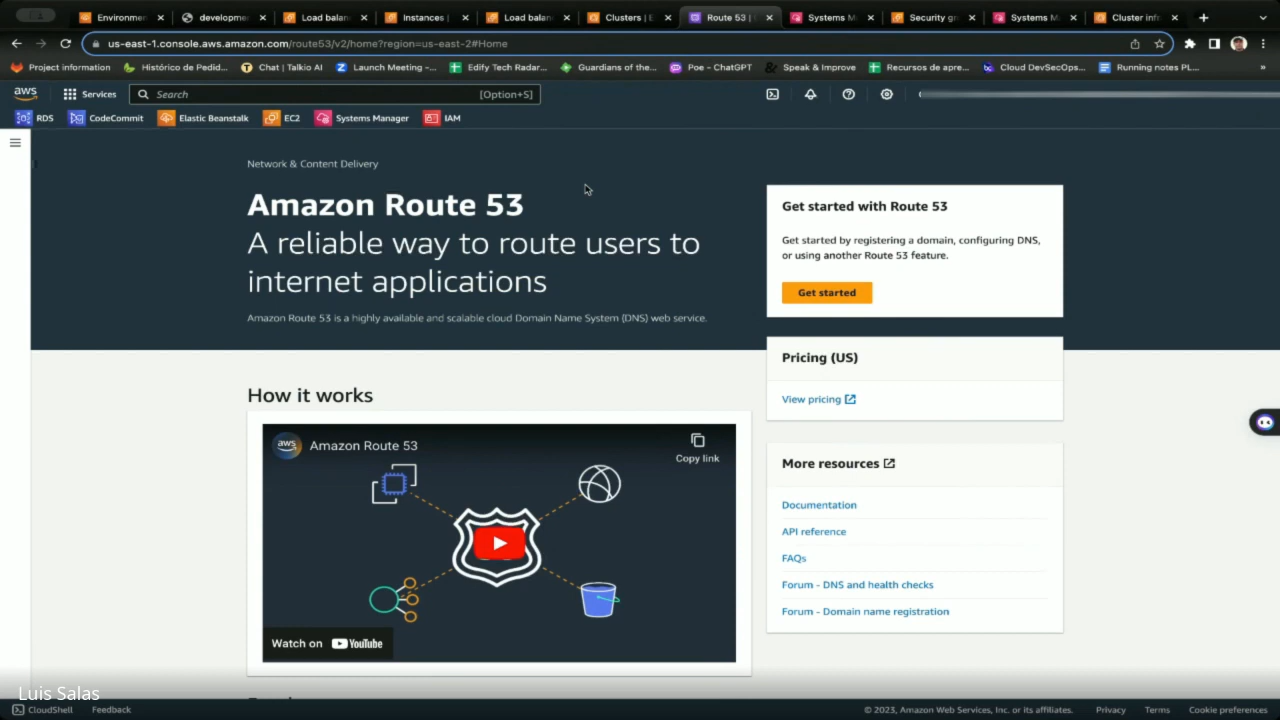 Environmen
developme
Load balan
Instances |
Load balan
Clusters | E
Route 53 |
Systems M
Security gr
Systems M
Cluster infr
us-east-1.console.aws.amazon.com/route53/v2/home?region=us-east-2#Home
Project information
Histórico de Pedid...
Chat | Talkio AI
Launch Meeting -...
Edify Tech Radar...
Guardians of the...
Poe - ChatGPT
Speak & Improve
Recursos de apre...
Cloud DevSecOps...
Running notes PL...
»
aws
Services
Search
[Option+S]
RDS
CodeCommit
Elastic Beanstalk
EC2
Systems Manager
IAM
Network & Content Delivery
Amazon Route 53
A reliable way to route users to
internet applications
Amazon Route 53 is a highly available and scalable cloud Domain Name System (DNS) web service.
Get started with Route 53
Get started by registering a domain, configuring DNS,
or using another Route 53 feature.
Get started
Pricing (US)
View pricing
How it works
aws
Amazon Route 53
Copy link
Watch on YouTube
More resources
Documentation
API reference
FAQs
Forum - DNS and health checks
Forum - Domain name registration
Luis Salas
CloudShell
Feedback
© 2023, Amazon Web Services, Inc. or its affiliates.
Privacy
Terms
Cookie preferences